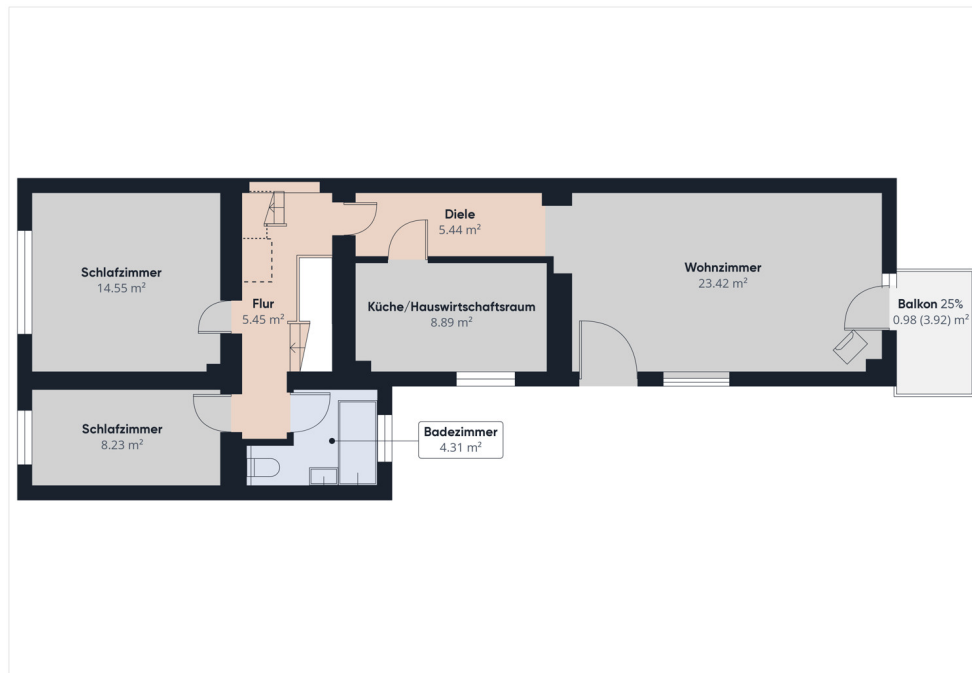 Diele
5.44 m²
Schlafzimmer
14.55 m²
Wohnzimmer
23.42 m²
Flur
5.45 m²
Küche/Hauswirtschaftsraum
8.89 m²
Balkon 25%
0.98 (3.92) m²
Schlafzimmer
8.23 m²
Badezimmer
4.31 m²